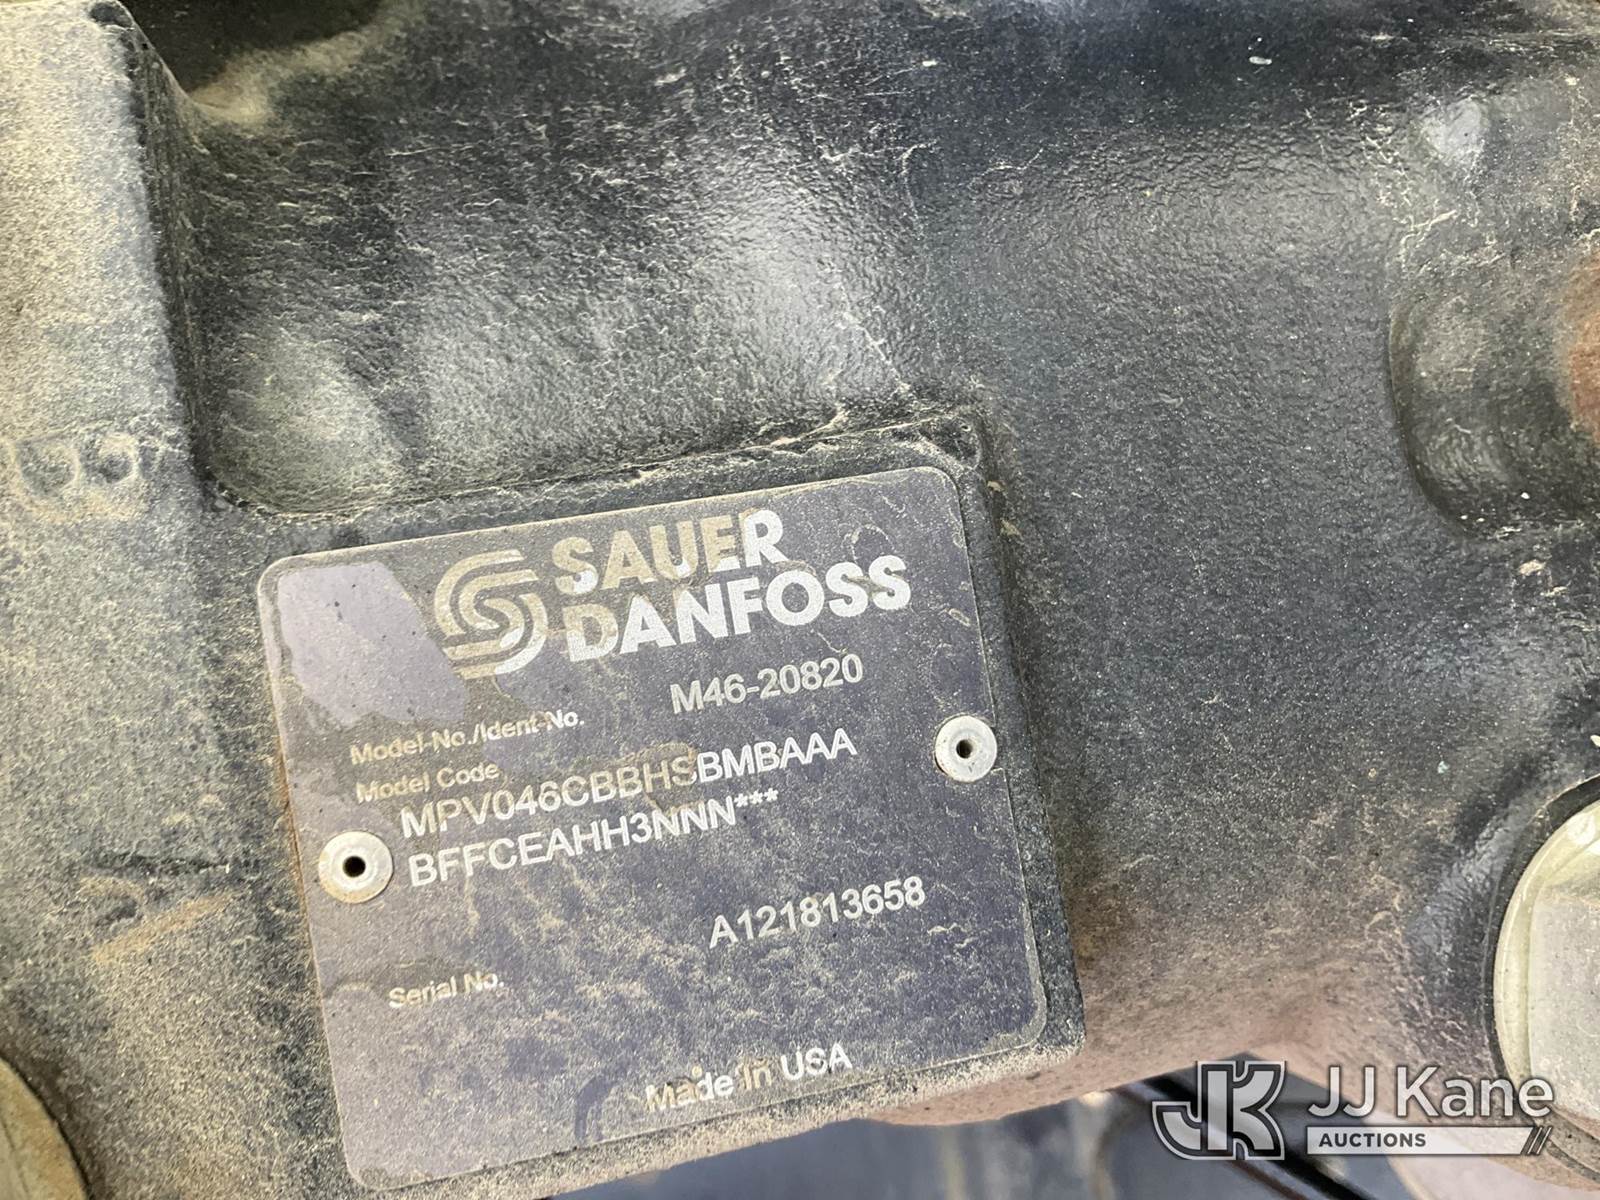 SAUER
DANFOSS
Model-No./Ident-No. M46-20820
Model Code
MPV046CBBHSBMBAAA
BFFCEAHH3NNN***
Serial No. A121813658
Made in USA
JJ Kane
AUCTIONS